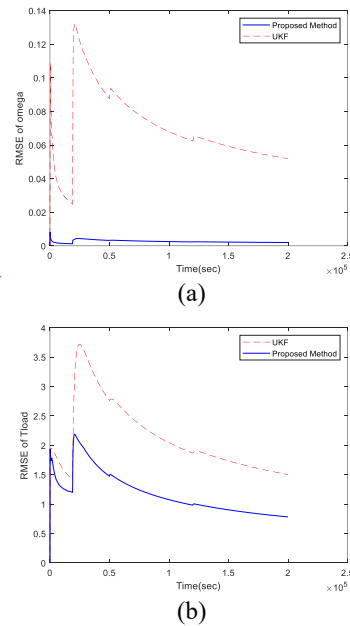 0.14
0.12
0.1
0.08
0.06
0.04
0.02
0
RMSE of omega
Proposed Method
UKF
0 0.5 1 1.5 2 2.5
Time(sec)
×10⁵
(a)
4
3.5
3
2.5
2
1.5
1
0.5
0
RMSE of Tload
UKF
Proposed Method
0 0.5 1 1.5 2 2.5
Time(sec)
×10⁵
(b)